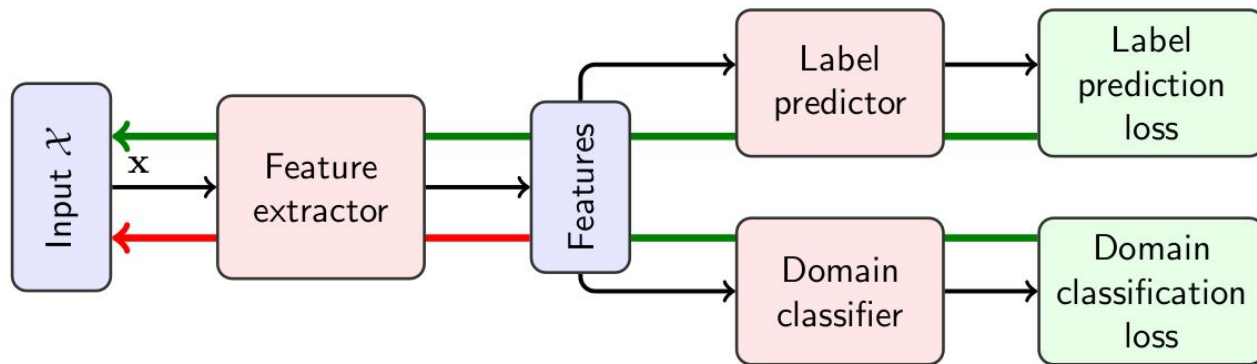 Input 𝒳
x
Feature
extractor
Features
Label
predictor
Label
prediction
loss
Domain
classifier
Domain
classification
loss